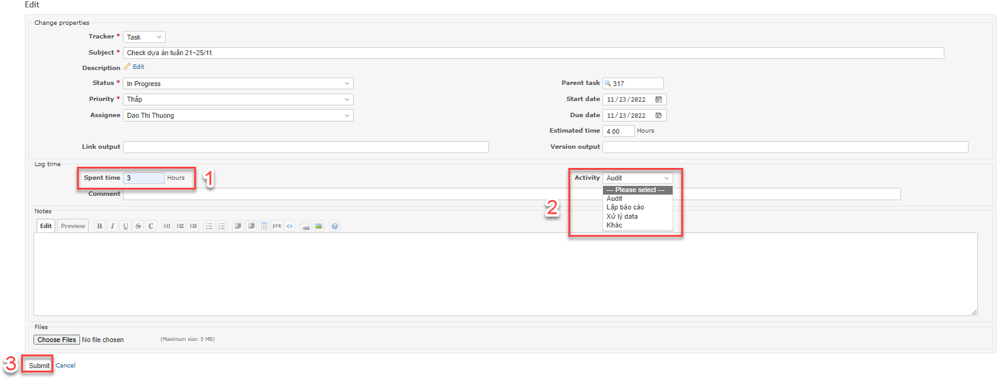 Edit
Change properties
Tracker * Task
Subject * Check dựa án tuần 21~25/11
Description Edit
Status * In Progress Parent task 317
Priority * Thấp Start date 11/23/2022
Assignee Dao Thi Thuong Due date 11/23/2022
Estimated time 4.00 Hours
Link output Version output
Log time
Spent time 3 Hours 1 Activity Audit
--- Please select ---
Comment
Audit
2 Lập báo cáo
Xử lý data
Khác
Notes
Edit Preview B I U S C H1 H2 H3 pre <>
Files
Choose Files No file chosen (Maximum size: 5 MB)
3 Submit Cancel